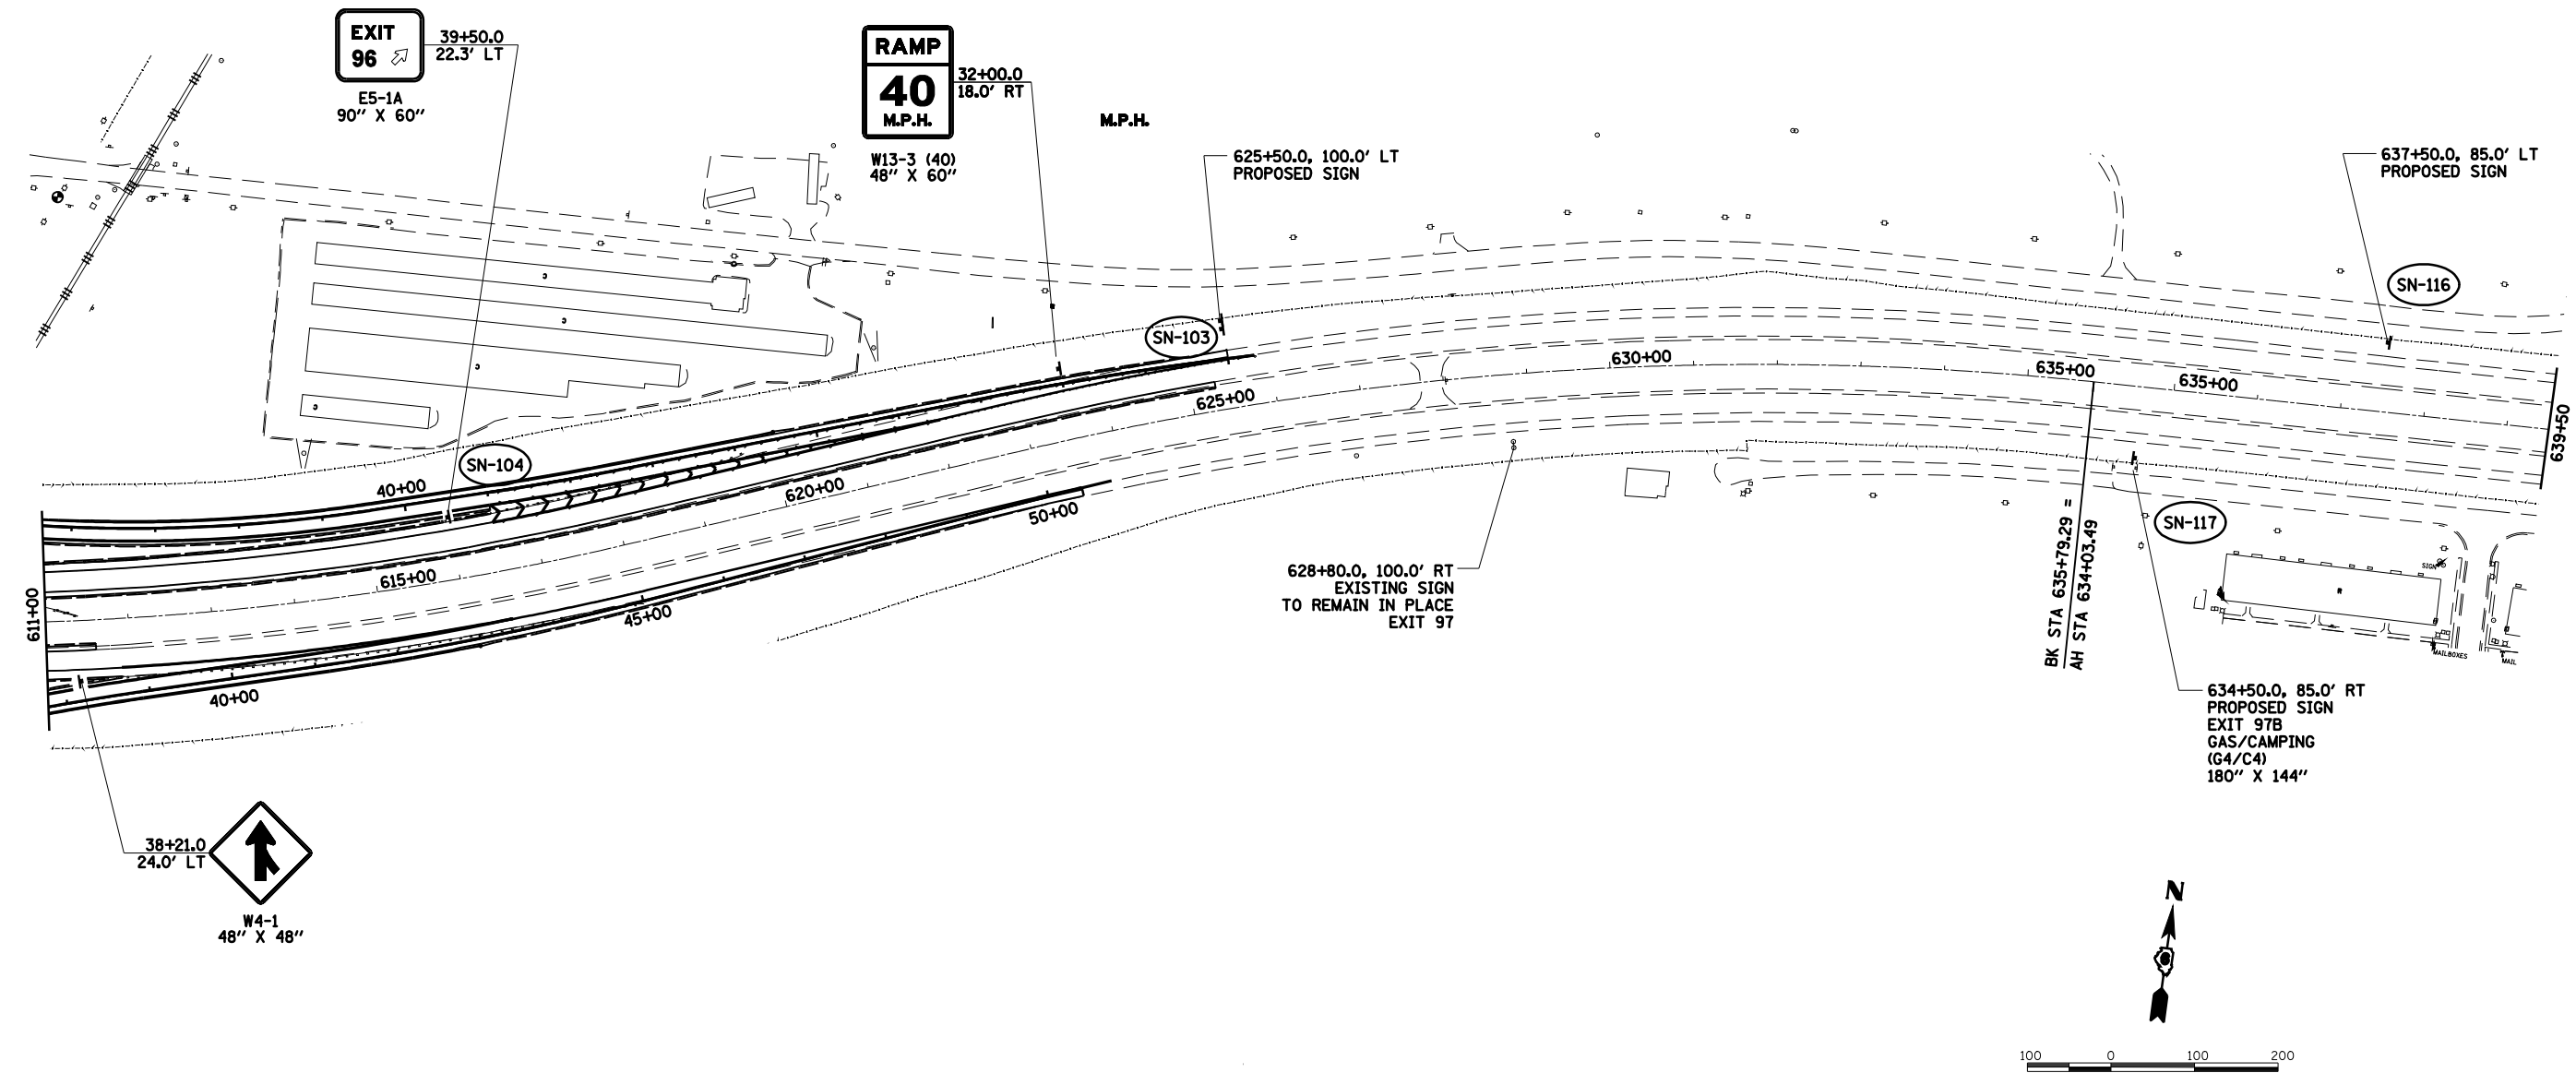 EXIT
96
39+50.0
22.3' LT
E5-1A
90" X 60"
RAMP
40
M.P.H.
32+00.0
18.0' RT
W13-3 (40)
48" X 60"
M.P.H.
625+50.0, 100.0' LT
PROPOSED SIGN
637+50.0, 85.0' LT
PROPOSED SIGN
SN-116
SN-103
SN-104
630+00
635+00
635+00
625+00
639+50
40+00
620+00
50+00
615+00
45+00
40+00
611+00
628+80.0, 100.0' RT
EXISTING SIGN
TO REMAIN IN PLACE
EXIT 97
BK STA 635+79.29 =
AH STA 634+03.49
SN-117
SIGN
MAILBOXES
MAIL
634+50.0, 85.0' RT
PROPOSED SIGN
EXIT 97B
GAS/CAMPING
(G4/C4)
180" X 144"
38+21.0
24.0' LT
W4-1
48" X 48"
N
100 0 100 200